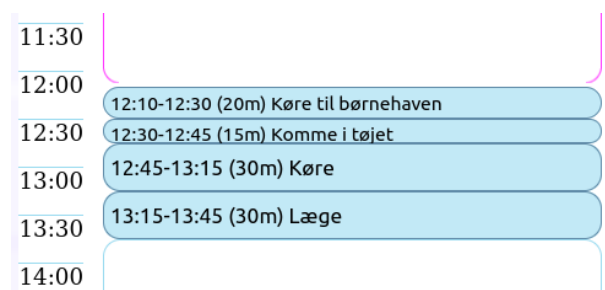 11:30
12:00
12:10-12:30 (20m) Køre til børnehaven
12:30
12:30-12:45 (15m) Komme i tøjet
12:45-13:15 (30m) Køre
13:00
13:15-13:45 (30m) Læge
13:30
14:00